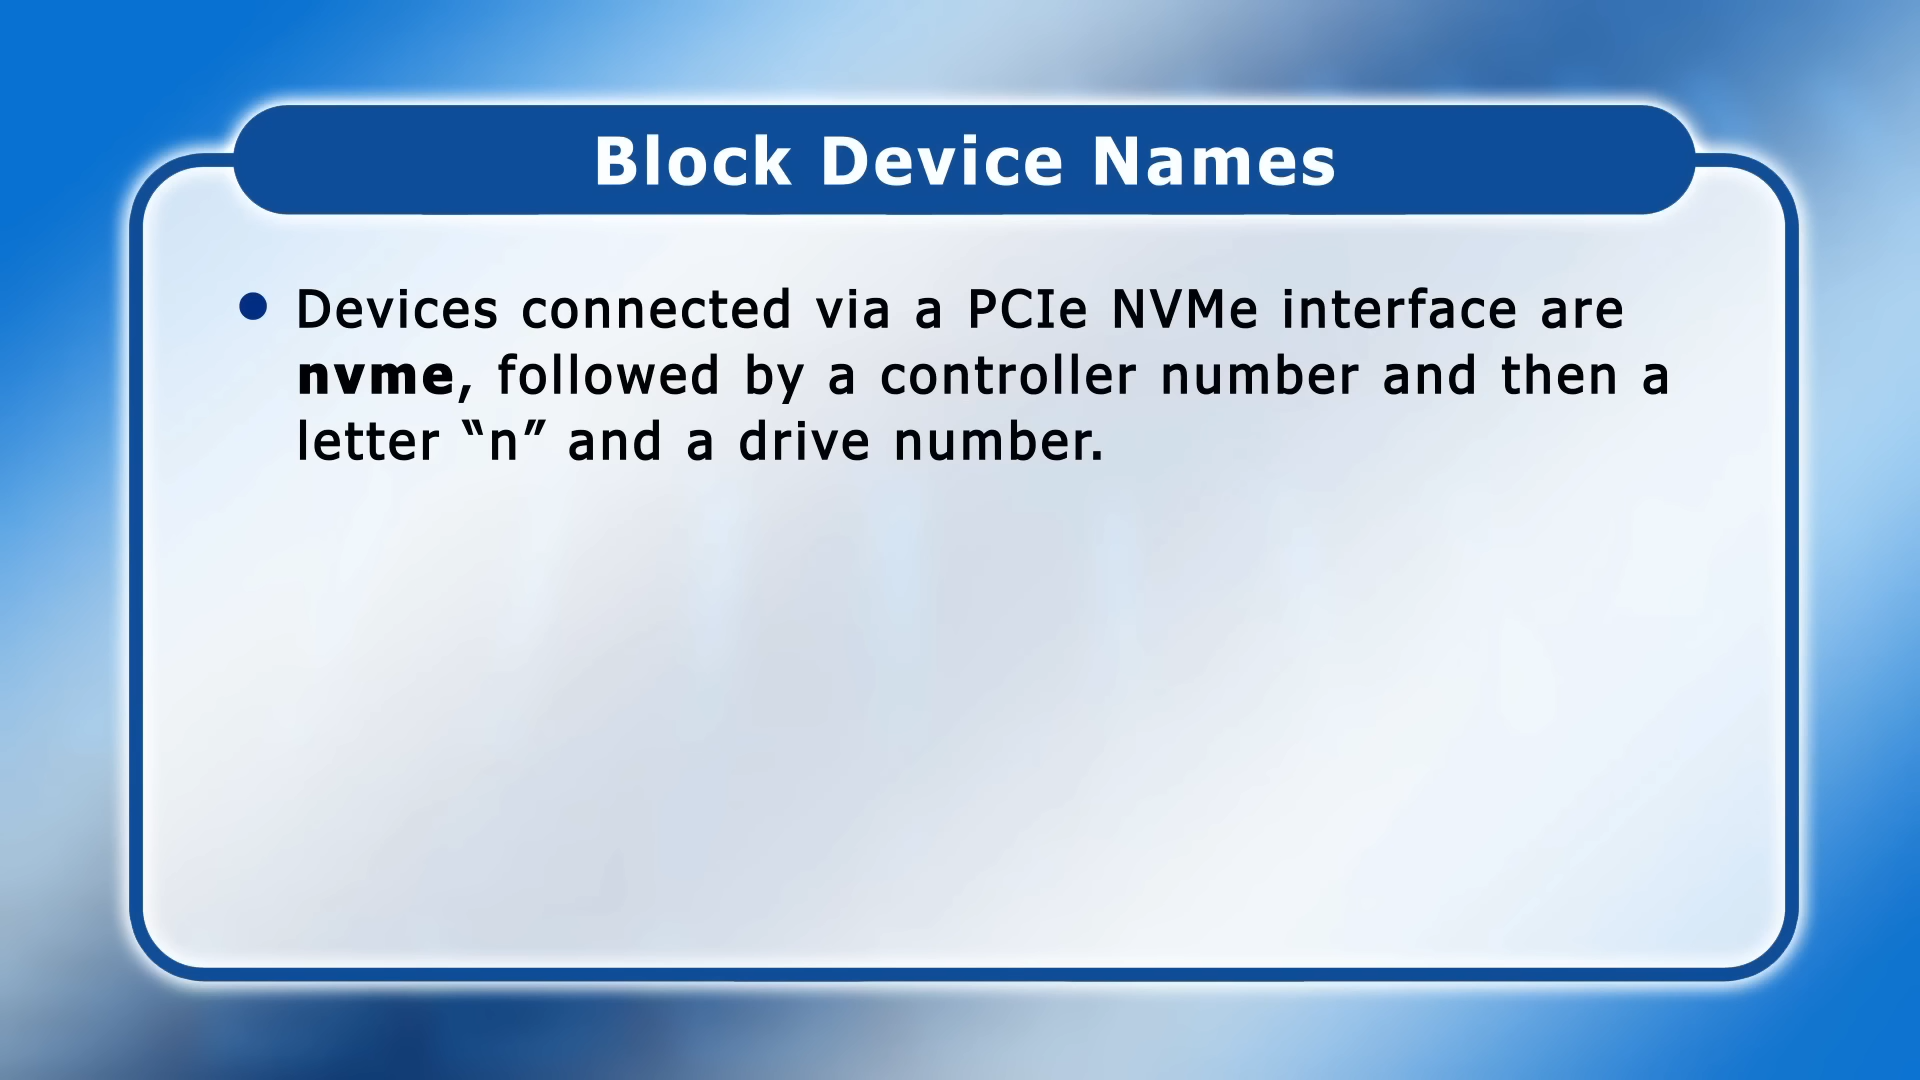 Block Device Names
Devices connected via a PCIe NVMe interface are
nvme, followed by a controller number and then a
letter “n” and a drive number.